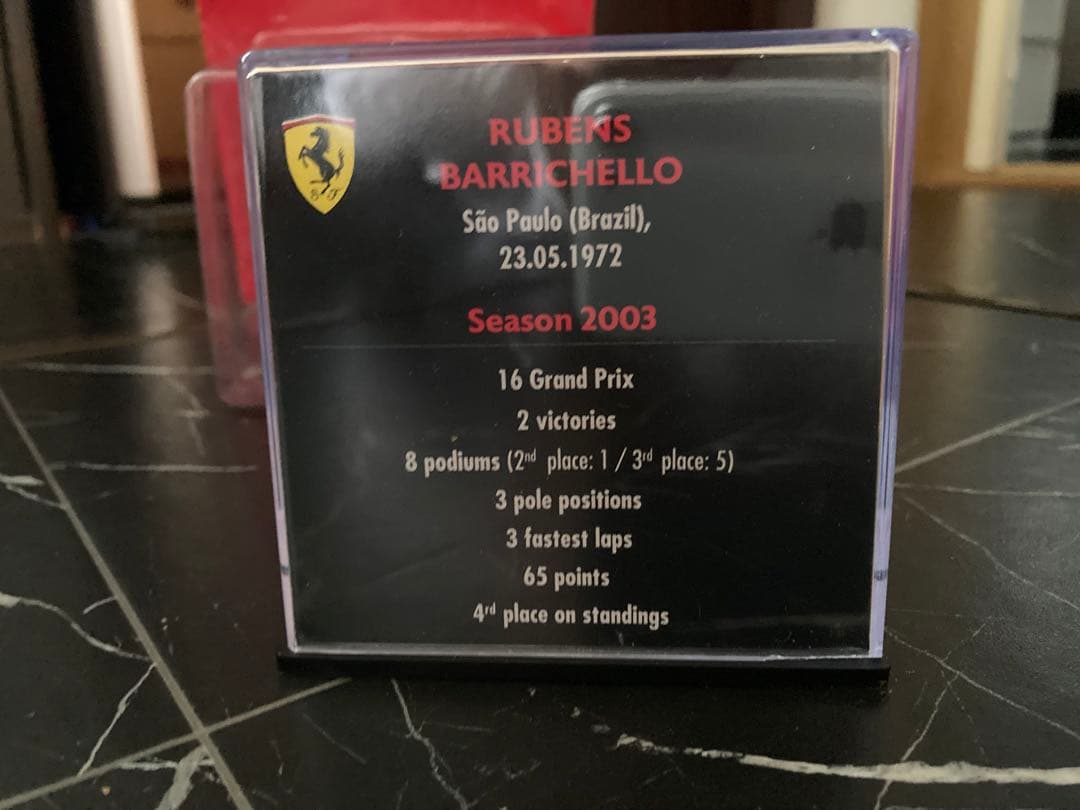 RUBENS
BARRICHELLO
São Paulo (Brazil),
23.05.1972
Season 2003
16 Grand Prix
2 victories
8 podiums (2nd place: 1 / 3rd place: 5)
3 pole positions
3 fastest laps
65 points
4rd place on standings
S F